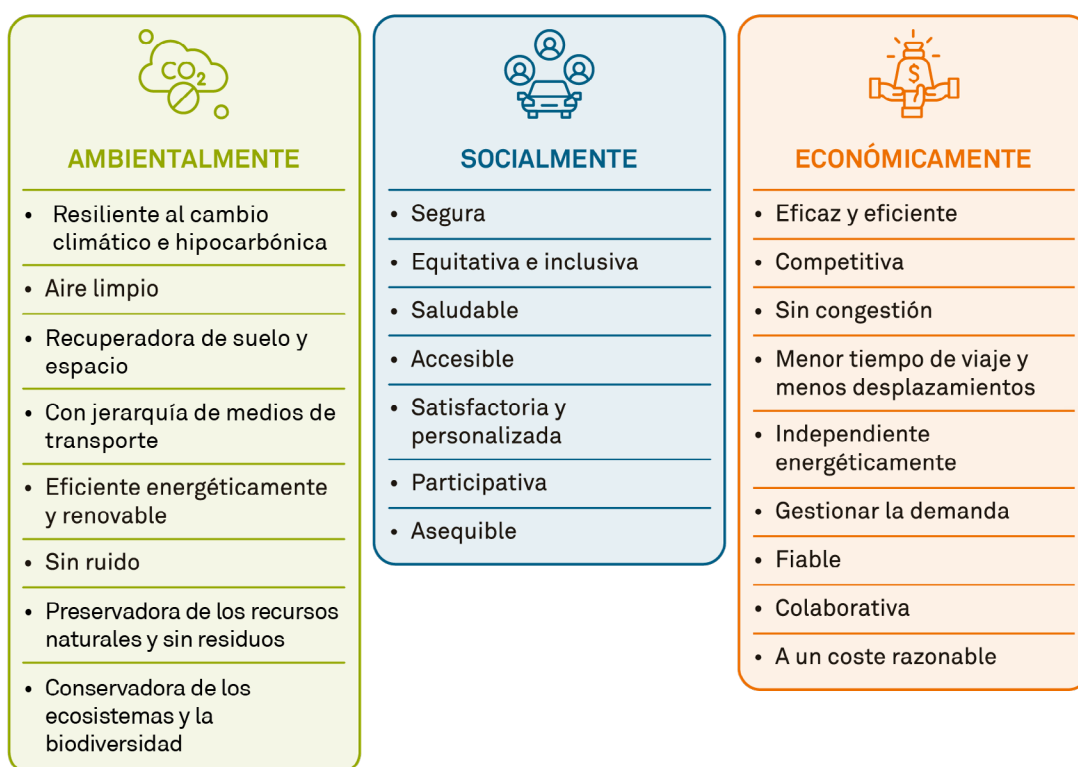 CO2
AMBIENTALMENTE
• Resiliente al cambio
climático e hipocarbónica
• Aire limpio
• Recuperadora de suelo y
espacio
• Con jerarquía de medios de
transporte
• Eficiente energéticamente
y renovable
• Sin ruido
• Preservadora de los recursos
naturales y sin residuos
• Conservadora de los
ecosistemas y la
biodiversidad
SOCIALMENTE
• Segura
• Equitativa e inclusiva
• Saludable
• Accesible
• Satisfactoria y
personalizada
• Participativa
• Asequible
$
ECONÓMICAMENTE
• Eficaz y eficiente
• Competitiva
• Sin congestión
• Menor tiempo de viaje y
menos desplazamientos
• Independiente
energéticamente
• Gestionar la demanda
• Fiable
• Colaborativa
• A un coste razonable